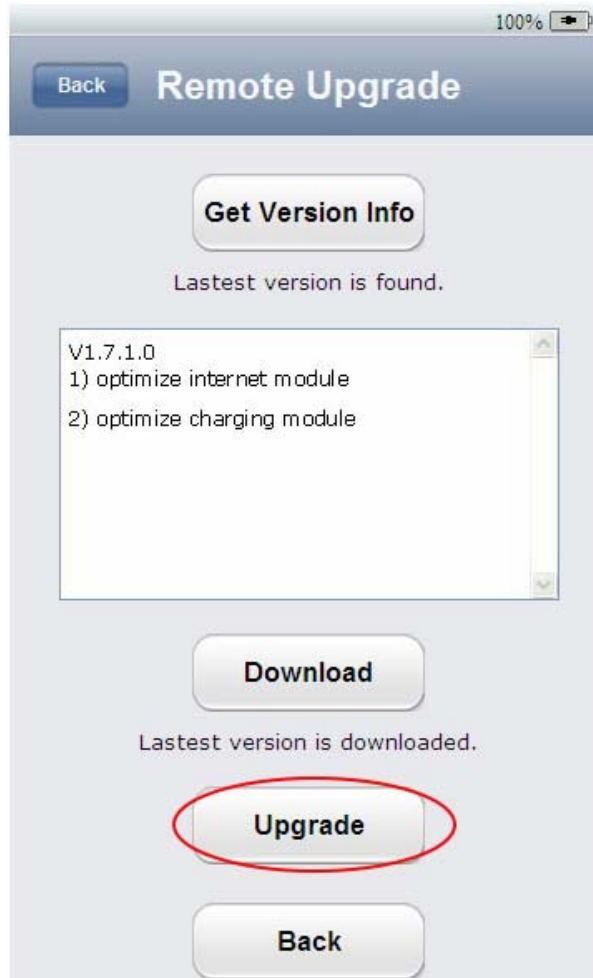 100%
Back Remote Upgrade
Get Version Info
Lastest version is found.
V1.7.1.0
1) optimize internet module
2) optimize charging module
Download
Lastest version is downloaded.
Upgrade
Back